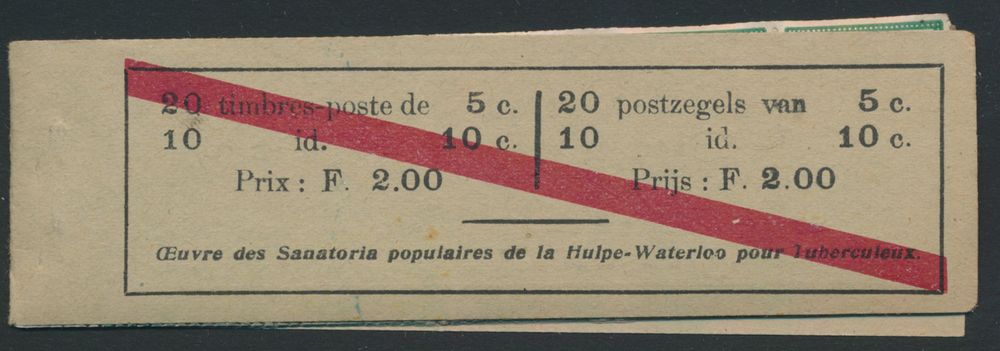 20 timbres-poste de 5 c.
10 id. 10 c.
Prix : F. 2.00
20 postzegels van 5 c.
10 id. 10 c.
Prijs : F. 2.00
Œuvre des Sanatoria populaires de la Hulpe-Waterloo pour Tuberculeux.